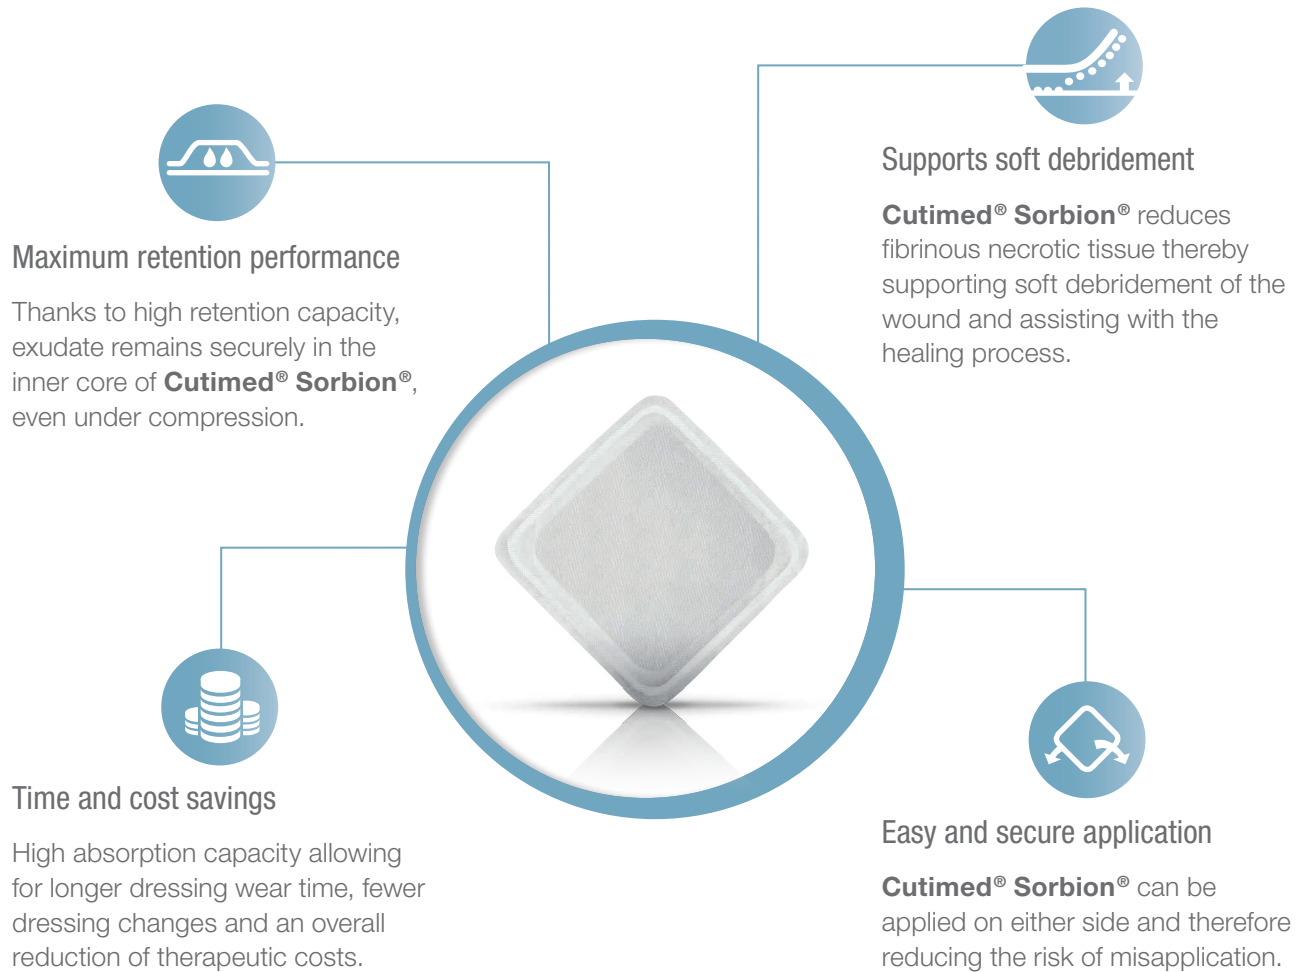 Maximum retention performance
Thanks to high retention capacity,
exudate remains securely in the
inner core of Cutimed® Sorbion®,
even under compression.
Supports soft debridement
Cutimed® Sorbion® reduces
fibrinous necrotic tissue thereby
supporting soft debridement of the
wound and assisting with the
healing process.
Time and cost savings
High absorption capacity allowing
for longer dressing wear time, fewer
dressing changes and an overall
reduction of therapeutic costs.
Easy and secure application
Cutimed® Sorbion® can be
applied on either side and therefore
reducing the risk of misapplication.